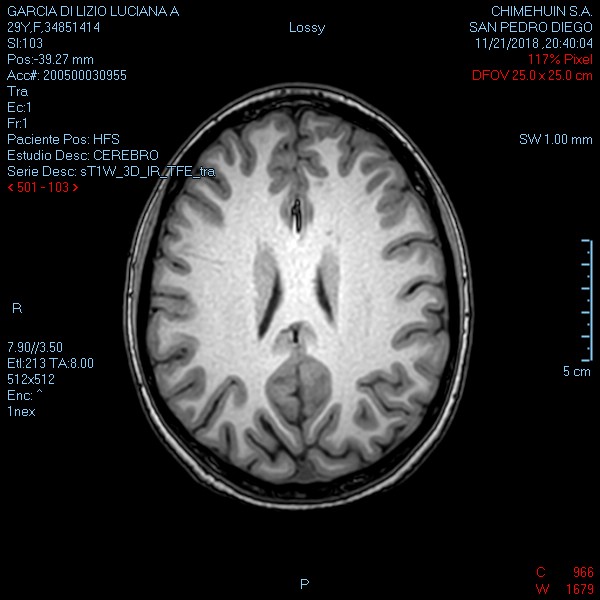 GARCIA DI LIZIO LUCIANA A
29Y,F,34851414
Sl:103
Pos:-39.27 mm
Acc#: 200500030955
Tra
Ec:1
Fr:1
Paciente Pos: HFS
Estudio Desc: CEREBRO
Serie Desc: sT1W_3D_IR_TFE_tra
< 501 - 103 >
Lossy
CHIMEHUIN S.A.
SAN PEDRO DIEGO
11/21/2018 ,20:40:04
117% Pixel
DFOV 25.0 x 25.0 cm
SW 1.00 mm
R
5 cm
7.90//3.50
Etl:213 TA:8.00
512x512
Enc: ^
1nex
P
C 966
W 1679